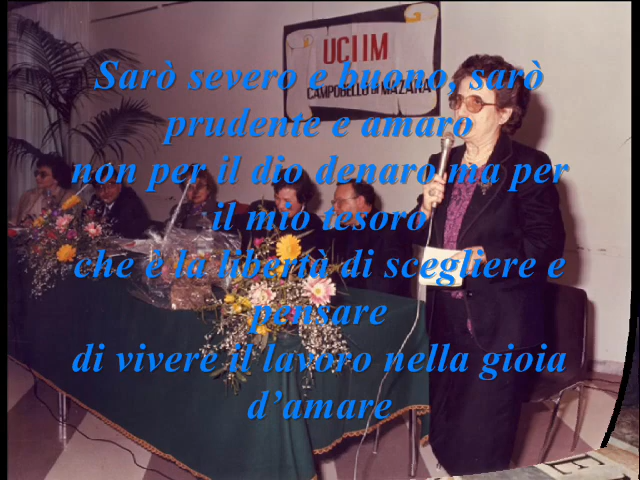 UCIIM
CAMPOBELLO di MAZARA
Sarò severo e buono, sarò
prudente e amaro
non per il dio denaro ma per
il mio tesoro
che è la libertà di scegliere e
pensare
di vivere il lavoro nella gioia
d’amare